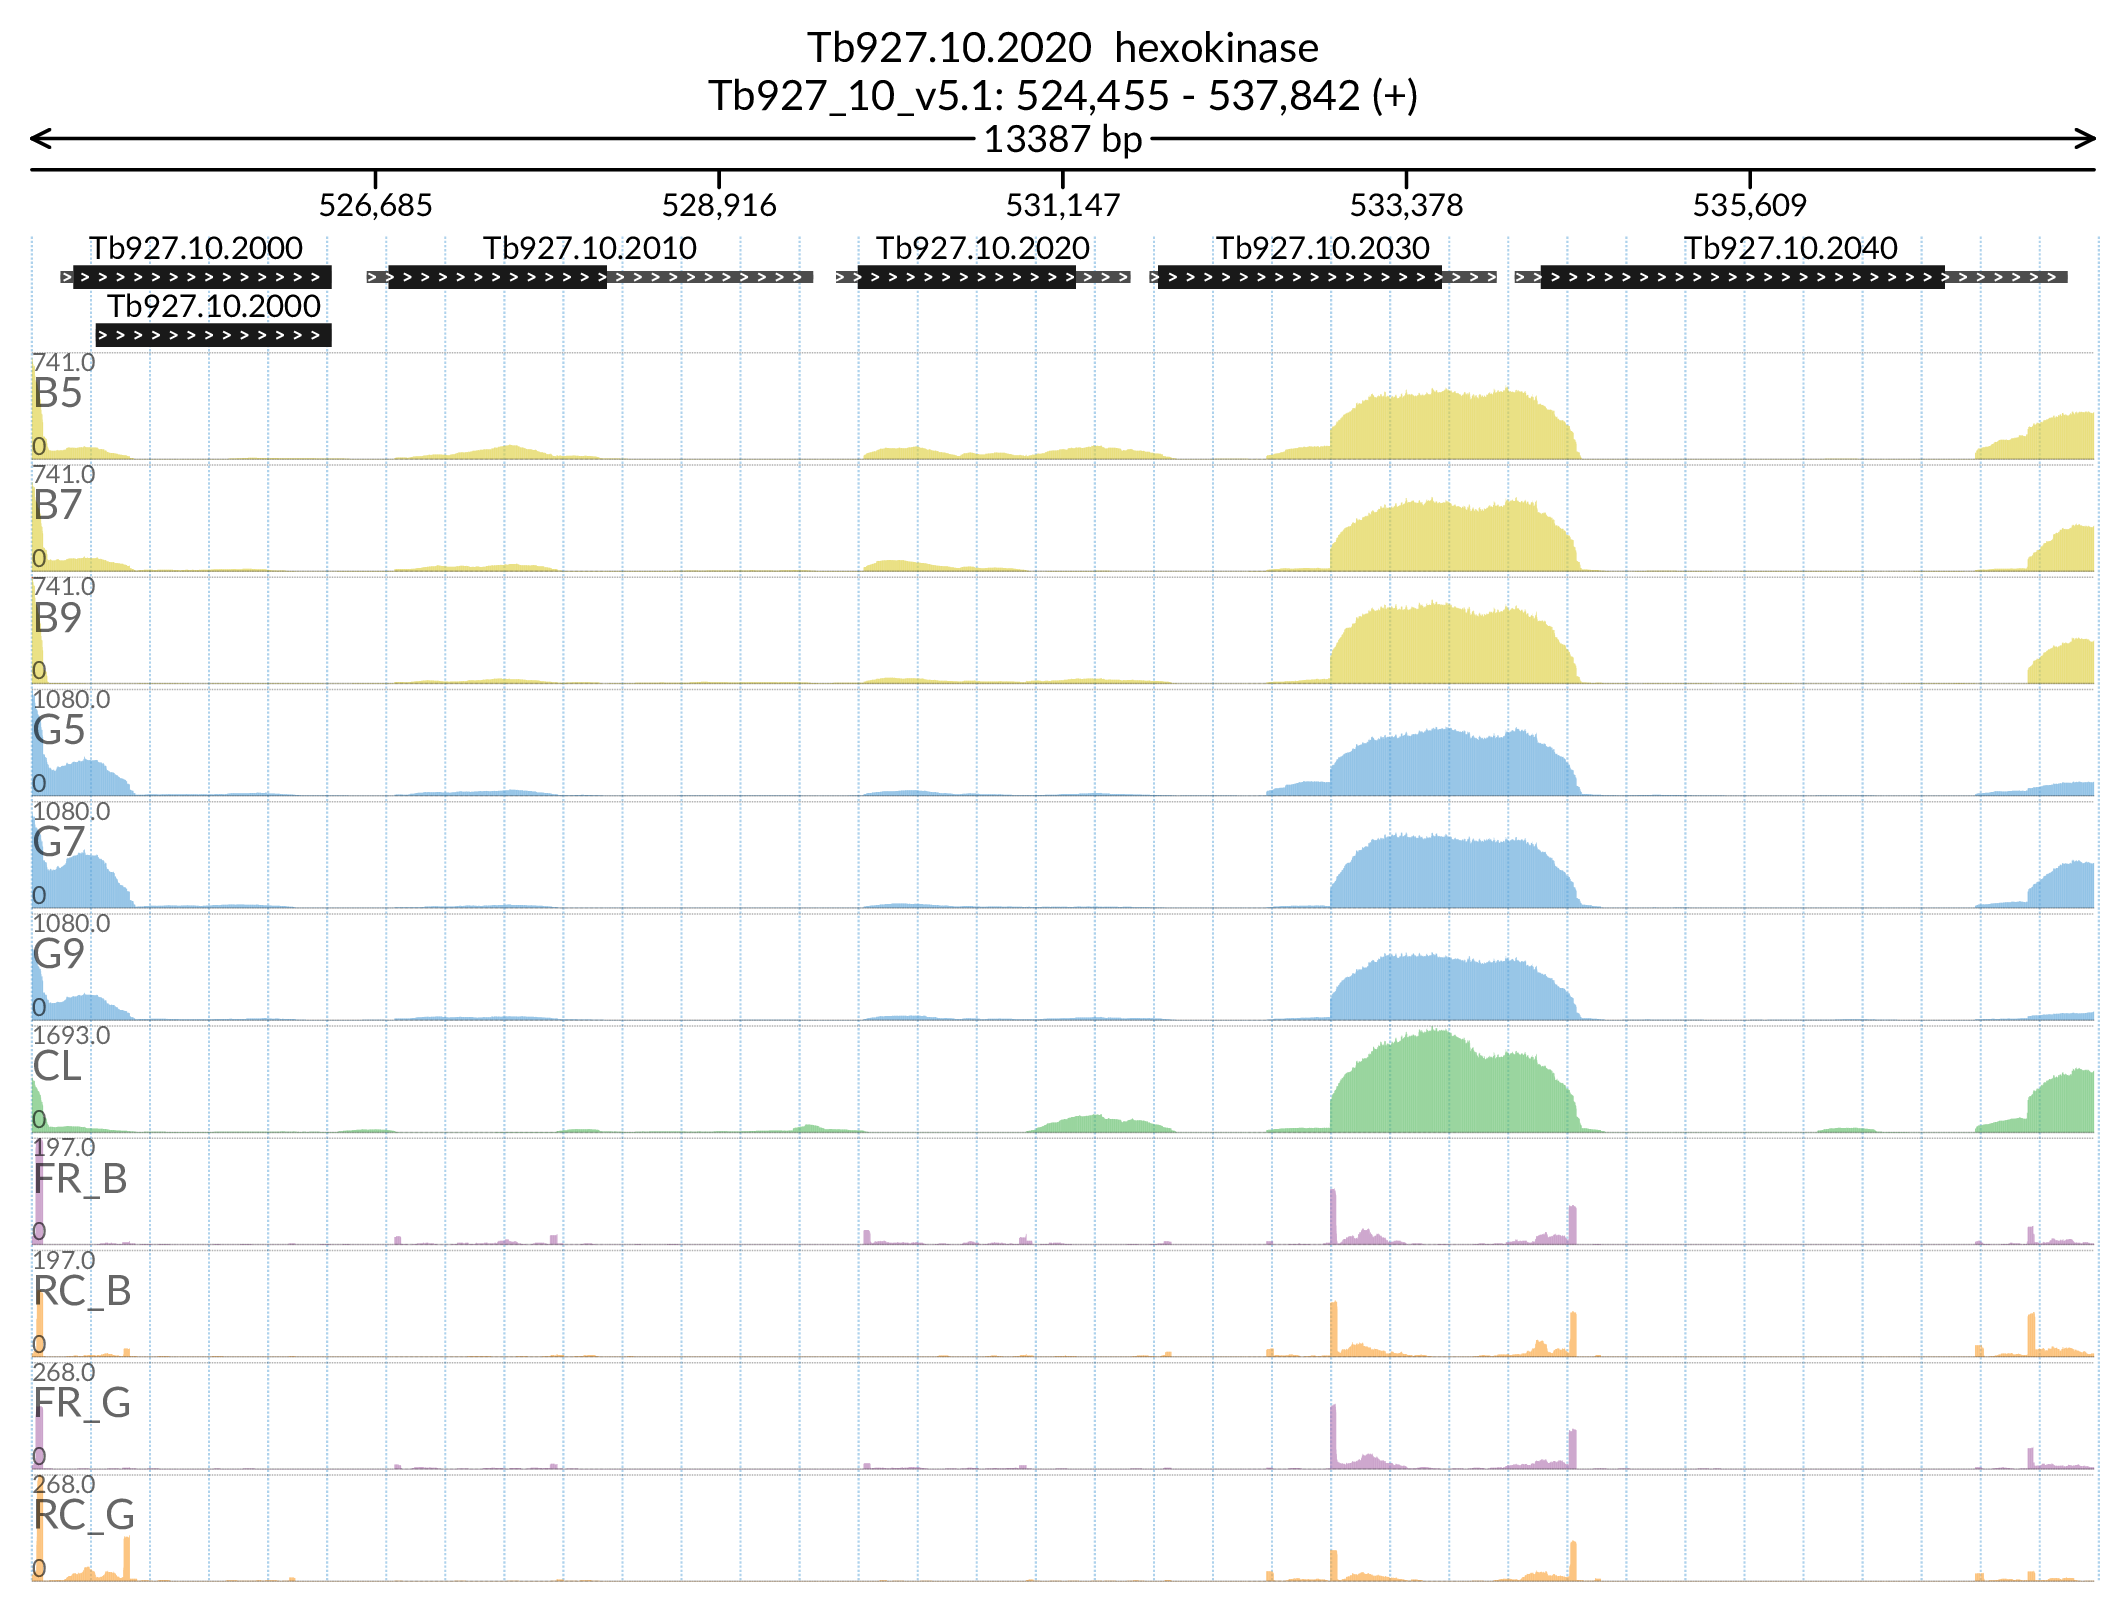 Tb927.10.2020 hexokinase
Tb927_10_v5.1: 524,455 - 537,842 (+)
13387 bp
526,685 528,916 531,147 533,378 535,609
Tb927.10.2000 Tb927.10.2010 Tb927.10.2020 Tb927.10.2030 Tb927.10.2040
Tb927.10.2000
741.0
B5
0
741.0
B7
0
741.0
B9
0
1080.0
G5
0
1080.0
G7
0
1080.0
G9
0
1693.0
CL
0
197.0
FR_B
0
197.0
RC_B
0
268.0
FR_G
0
268.0
RC_G
0